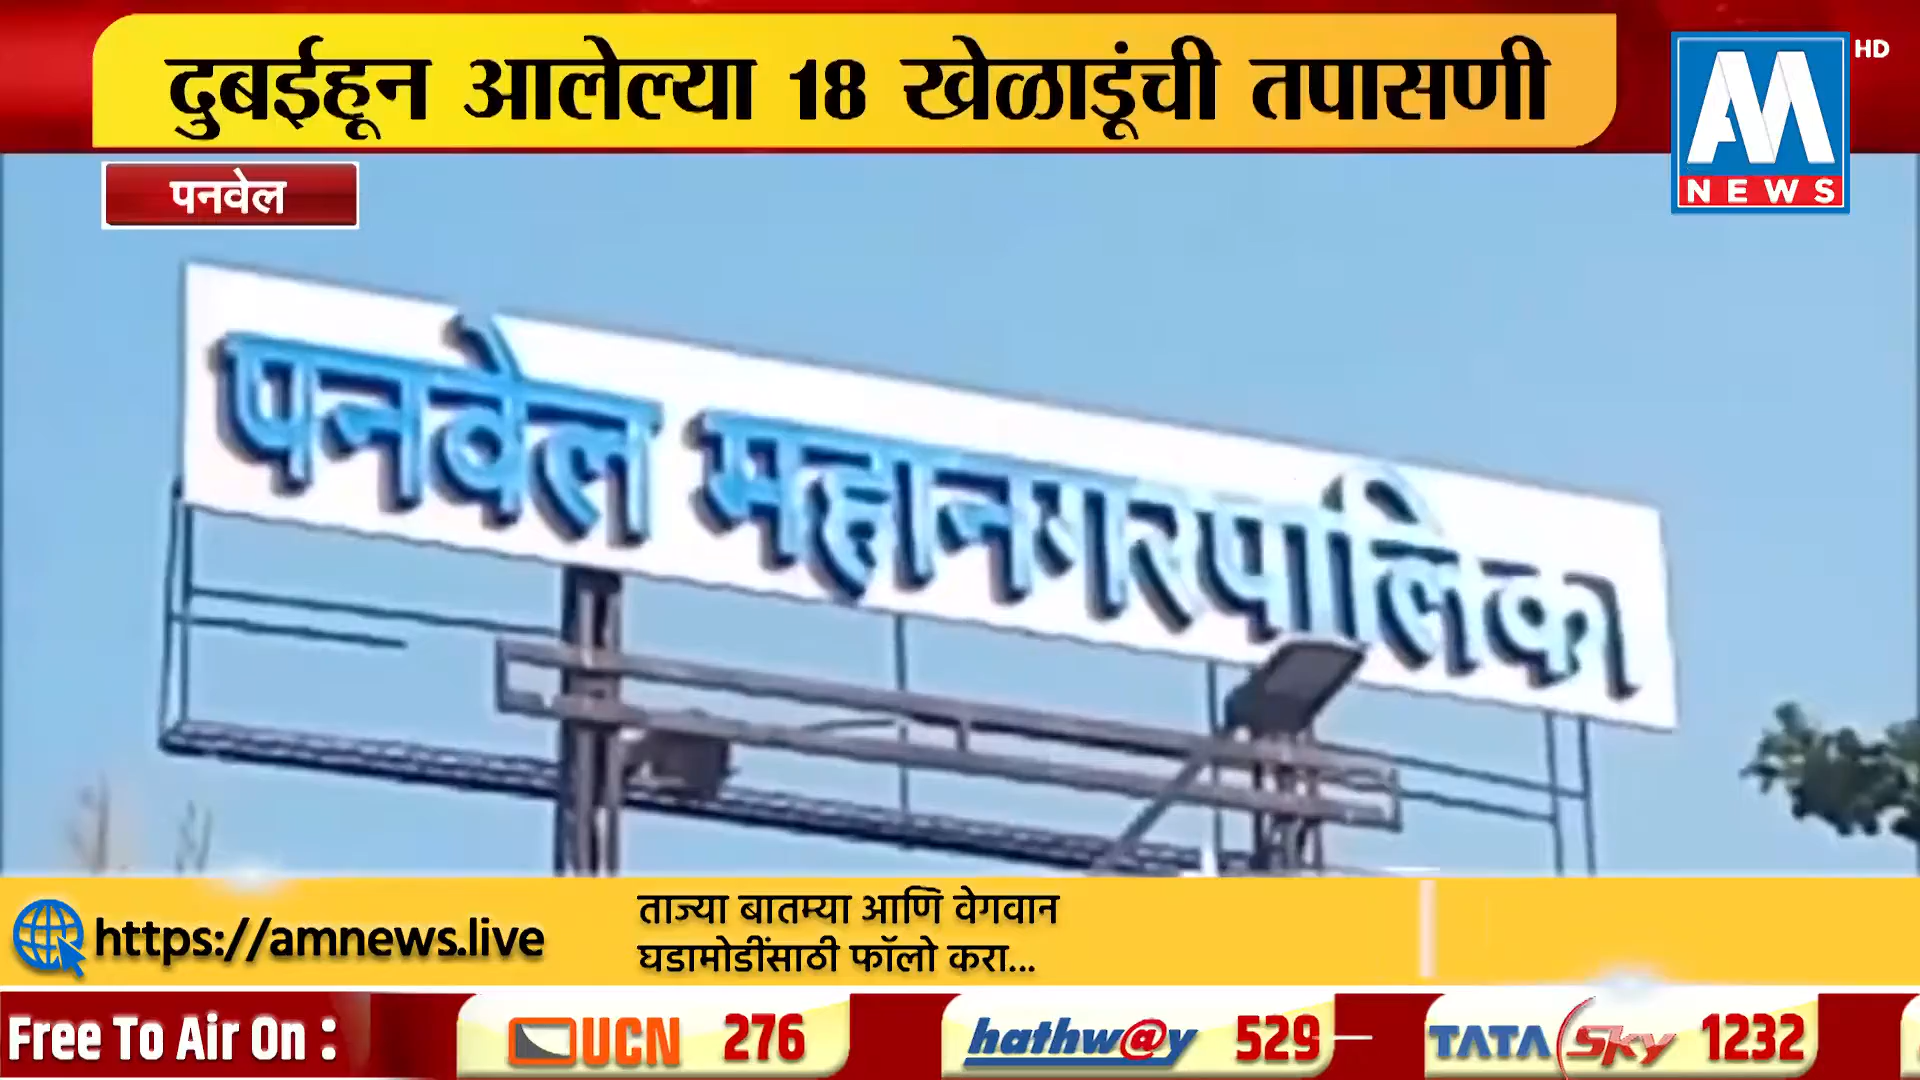 दुबईहून आलेल्या 18 खेळाडूंची तपासणी
AM HD
NEWS
पनवेल
पनवेल महानगरपालिका
https://amnews.live
ताज्या बातम्या आणि वेगवान
घडामोडींसाठी फॉलो करा...
Free To Air On : UCN 276 hathw@y 529 TATA Sky 1232